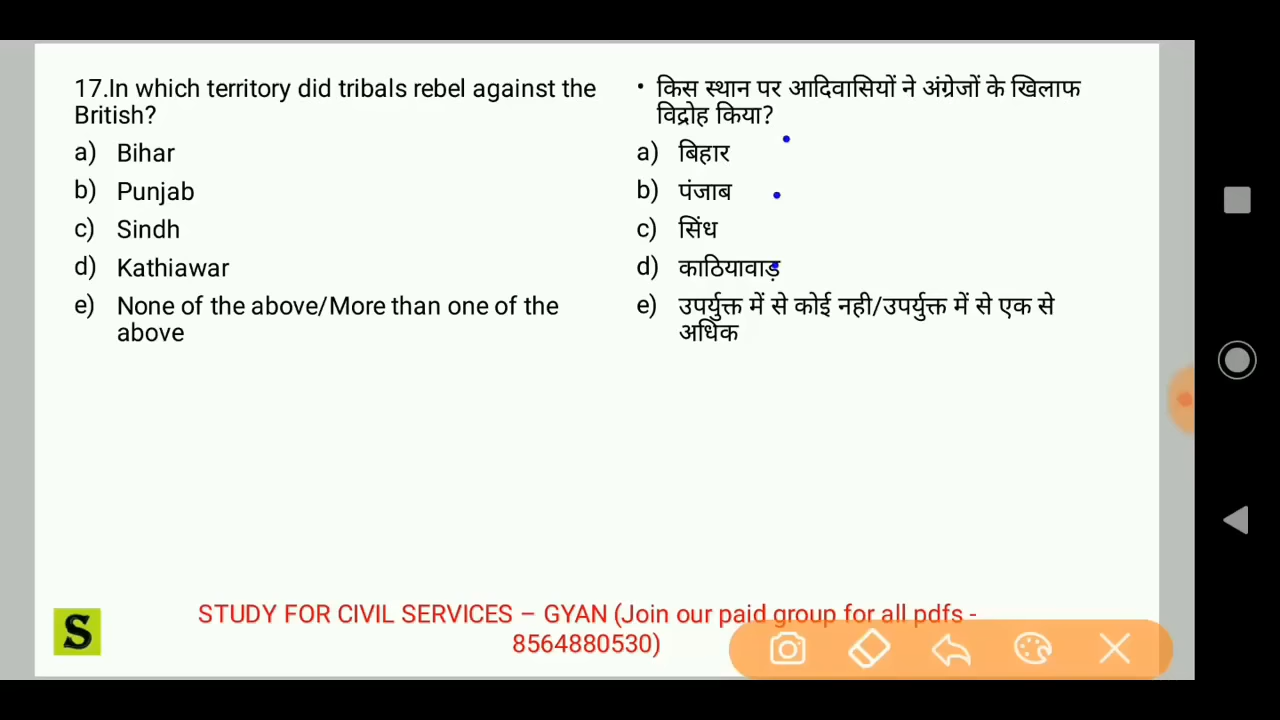 17.In which territory did tribals rebel against the
British?
a) Bihar
b) Punjab
c) Sindh
d) Kathiawar
e) None of the above/More than one of the
above
• किस स्थान पर आदिवासियों ने अंग्रेजों के खिलाफ
विद्रोह किया?
a) बिहार
b) पंजाब
c) सिंध
d) काठियावाड़
e) उपर्युक्त में से कोई नही/उपर्युक्त में से एक से
अधिक
S
STUDY FOR CIVIL SERVICES – GYAN (Join our paid group for all pdfs -
8564880530)